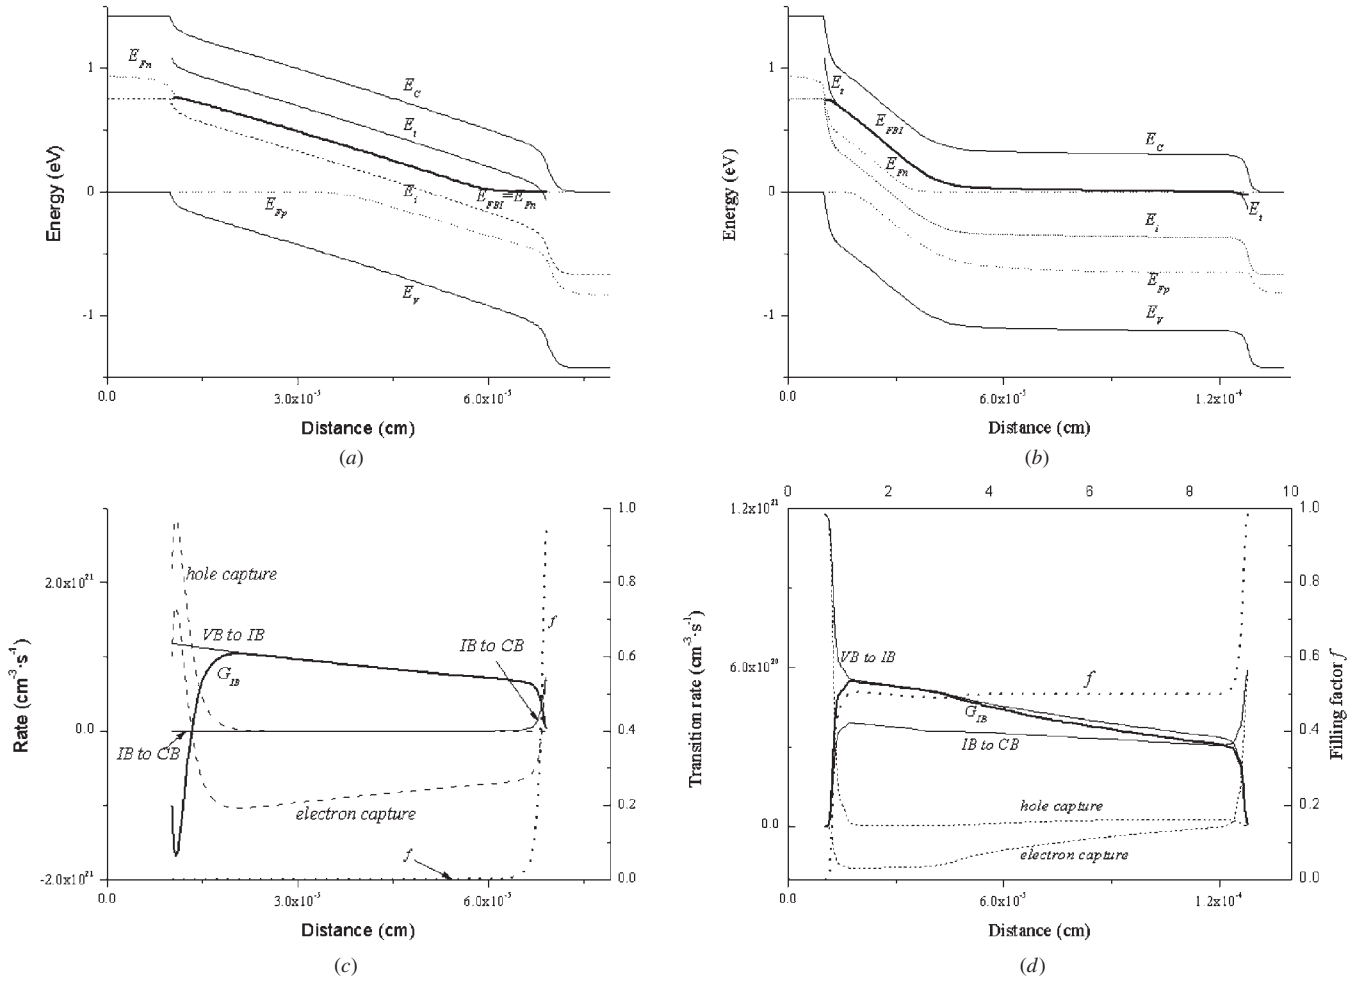 1
0
-1
Energy (eV)
E_Fn
E_C
E_t
E_i
E_FBI=E_Fn
E_Fp
E_V
0.0
3.0x10^-5
6.0x10^-5
Distance (cm)
(a)
1
0
-1
Energy (eV)
E_t
E_FBI
E_Fn
E_C
E_t
E_i
E_Fp
E_V
0.0
6.0x10^-5
1.2x10^-4
Distance (cm)
(b)
2.0x10^21
0.0
-2.0x10^21
Rate (cm^-3·s^-1)
hole capture
VB to IB
G_IB
IB to CB
IB to CB
electron capture
f
f
1.0
0.8
0.6
0.4
0.2
0.0
0.0
3.0x10^-5
6.0x10^-5
Distance (cm)
(c)
0
2
4
6
8
10
1.2x10^21
6.0x10^20
0.0
Transition rate (cm^-3·s^-1)
VB to IB
f
G_IB
IB to CB
hole capture
electron capture
1.0
0.8
0.6
0.4
0.2
0.0
Filling factor f
0.0
6.0x10^-5
1.2x10^-4
Distance (cm)
(d)